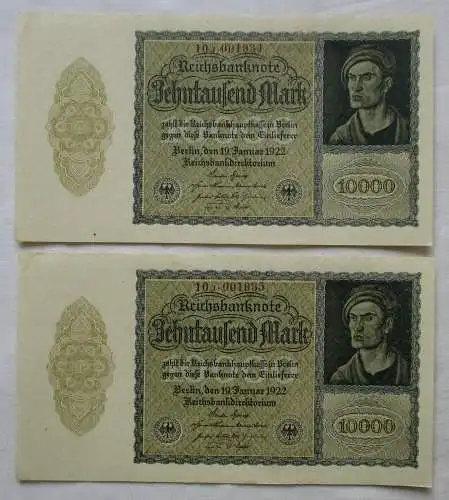 Reichsbanknote
Zehntausend Mark
zahlt die Reichsbankhauptkasse in Berlin
gegen diese Banknote dem Einlieferer
Berlin, den 19. Januar 1922
Reichsbankdirektorium
10000
Reichsbanknote
Zehntausend Mark
zahlt die Reichsbankhauptkasse in Berlin
gegen diese Banknote dem Einlieferer
Berlin, den 19. Januar 1922
Reichsbankdirektorium
10000